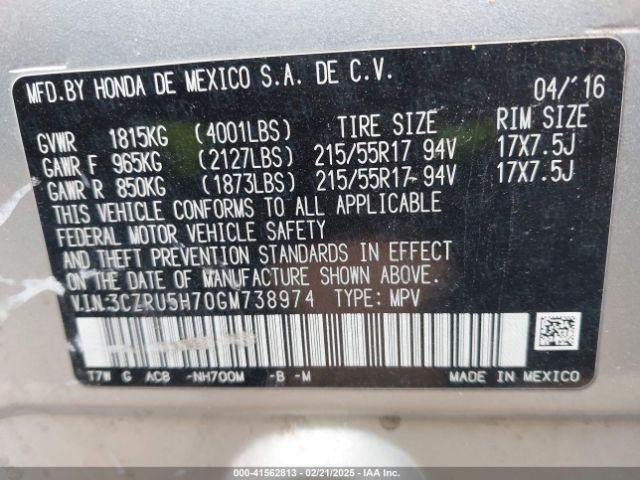 MFD.BY HONDA DE MEXICO S.A. DE C.V. 04/'16
GVWR 1815KG (4001LBS) TIRE SIZE RIM SIZE
GAWR F 965KG (2127LBS) 215/55R17 94V 17X7.5J
GAWR R 850KG (1873LBS) 215/55R17 94V 17X7.5J
THIS VEHICLE CONFORMS TO ALL APPLICABLE
FEDERAL MOTOR VEHICLE SAFETY
AND THEFT PREVENTION STANDARDS IN EFFECT
ON THE DATE OF MANUFACTURE SHOWN ABOVE.
V.I.N:3CZRU5H70GM738974 TYPE: MPV
T7W G AC8 -NH700M -B -M MADE IN MEXICO
000-41562813 - 02/21/2025 - IAA Inc.